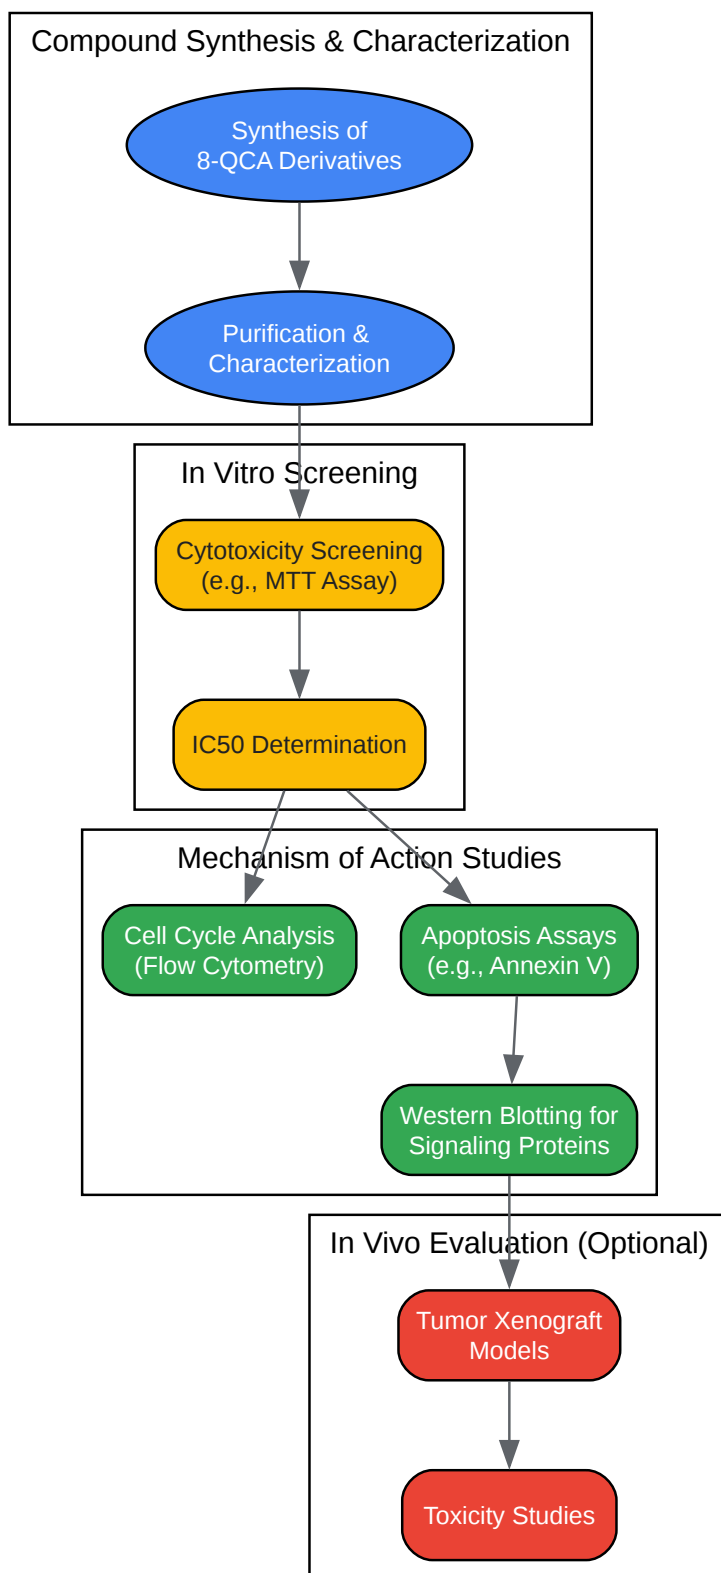 Compound Synthesis & Characterization
Synthesis of
8-QCA Derivatives
Purification &
Characterization
In Vitro Screening
Cytotoxicity Screening
(e.g., MTT Assay)
IC50 Determination
Mechanism of Action Studies
Cell Cycle Analysis
(Flow Cytometry)
Apoptosis Assays
(e.g., Annexin V)
Western Blotting for
Signaling Proteins
In Vivo Evaluation (Optional)
Tumor Xenograft
Models
Toxicity Studies